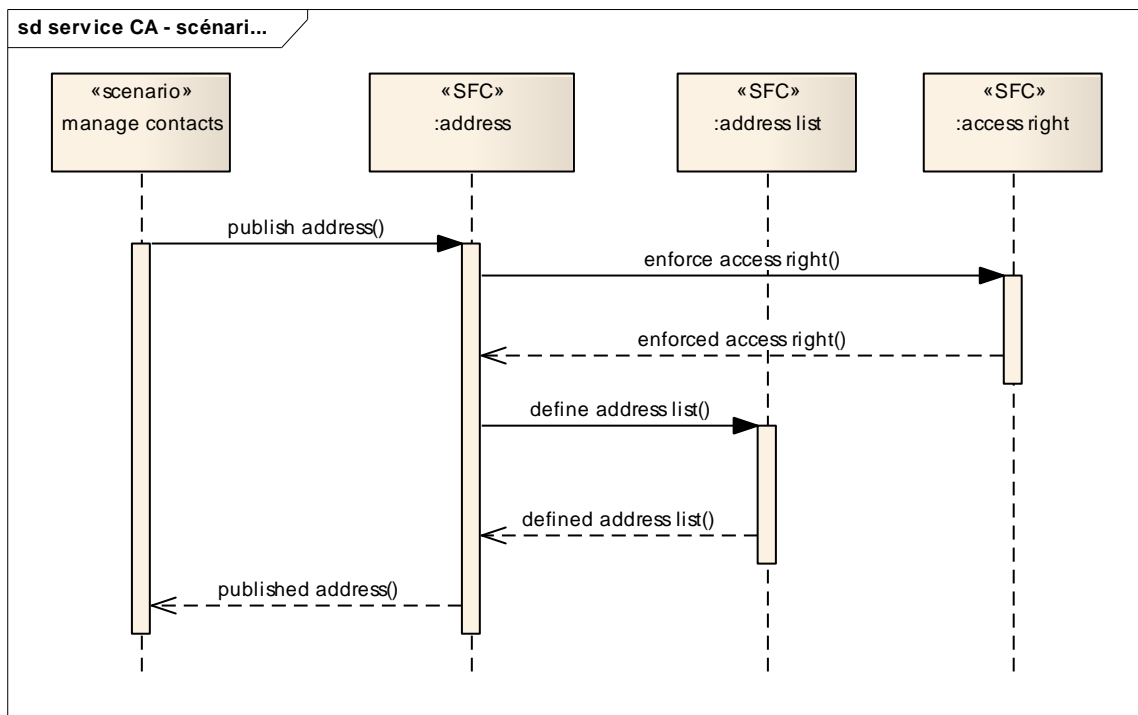 sd service CA - scénari...
«scenario»
manage contacts
«SFC»
:address
«SFC»
:address list
«SFC»
:access right
publish address()
enforce access right()
enforced access right()
define address list()
defined address list()
published address()